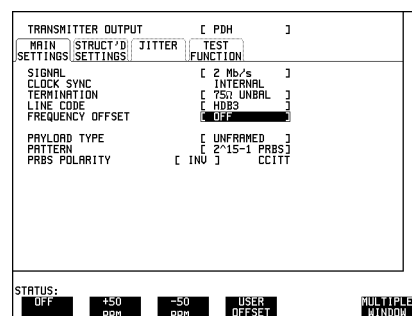 TRANSMITTER OUTPUT [ PDH ]
MAIN SETTINGS STRUCT'D SETTINGS JITTER TEST FUNCTION
SIGNAL [ 2 Mb/s ]
CLOCK SYNC INTERNAL
TERMINATION [ 75Ω UNBAL ]
LINE CODE [ HDB3 ]
FREQUENCY OFFSET [ OFF ]
PAYLOAD TYPE [ UNFRAMED ]
PATTERN [ 2^15-1 PRBS]
PRBS POLARITY [ INV ] CCITT
STATUS:
OFF +50 PPM -50 PPM USER OFFSET MULTIPLE WINDOW